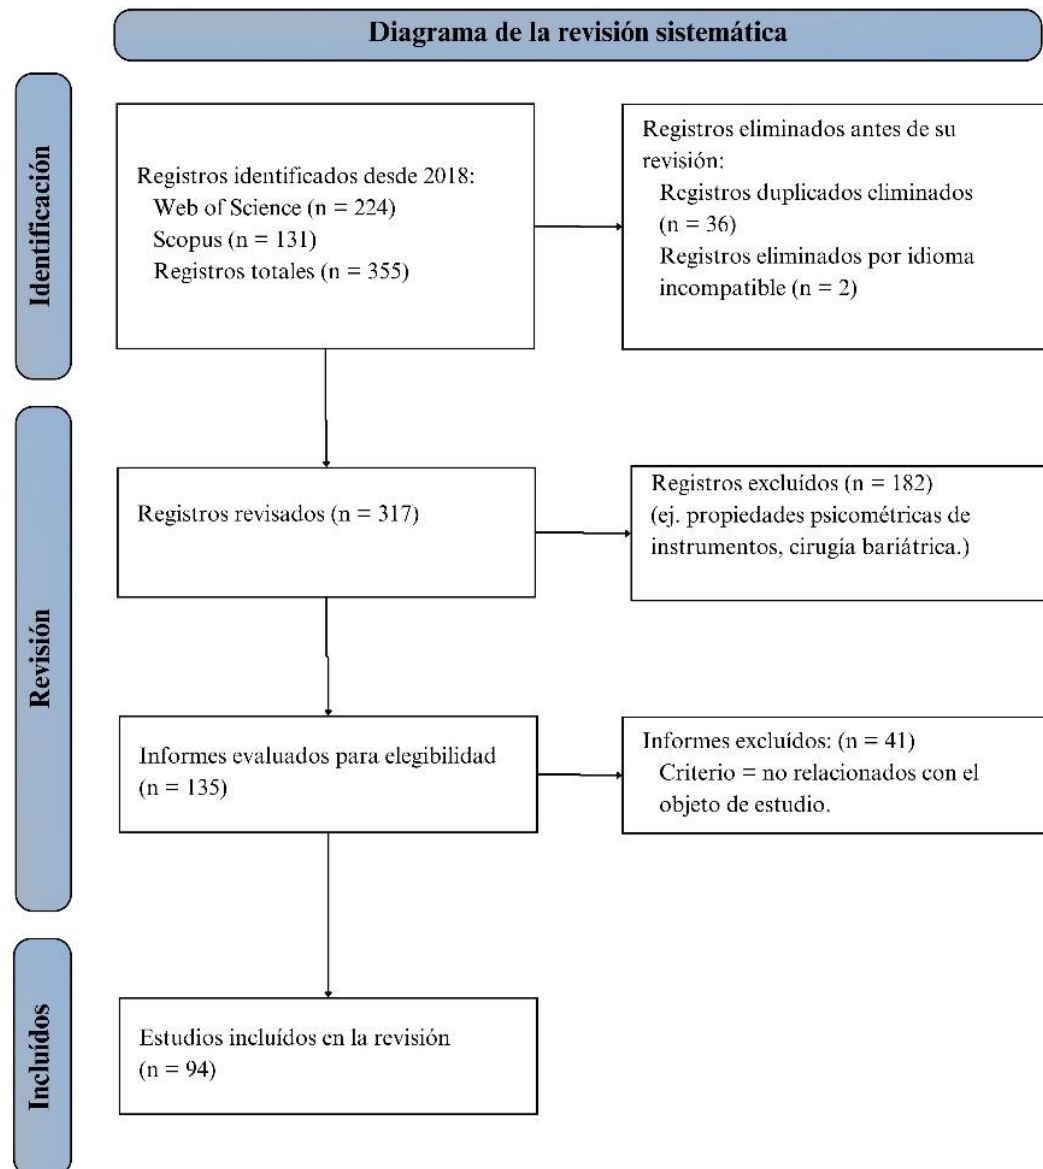 Diagrama de la revisión sistemática
Identificación
Registros identificados desde 2018:
Web of Science (n = 224)
Scopus (n = 131)
Registros totales (n = 355)
Registros eliminados antes de su
revisión:
Registros duplicados eliminados
(n = 36)
Registros eliminados por idioma
incompatible (n = 2)
Revisión
Registros revisados (n = 317)
Registros excluídos (n = 182)
(ej. propiedades psicométricas de
instrumentos, cirugía bariátrica.)
Informes evaluados para elegibilidad
(n = 135)
Informes excluídos: (n = 41)
Criterio = no relacionados con el
objeto de estudio.
Incluídos
Estudios incluídos en la revisión
(n = 94)